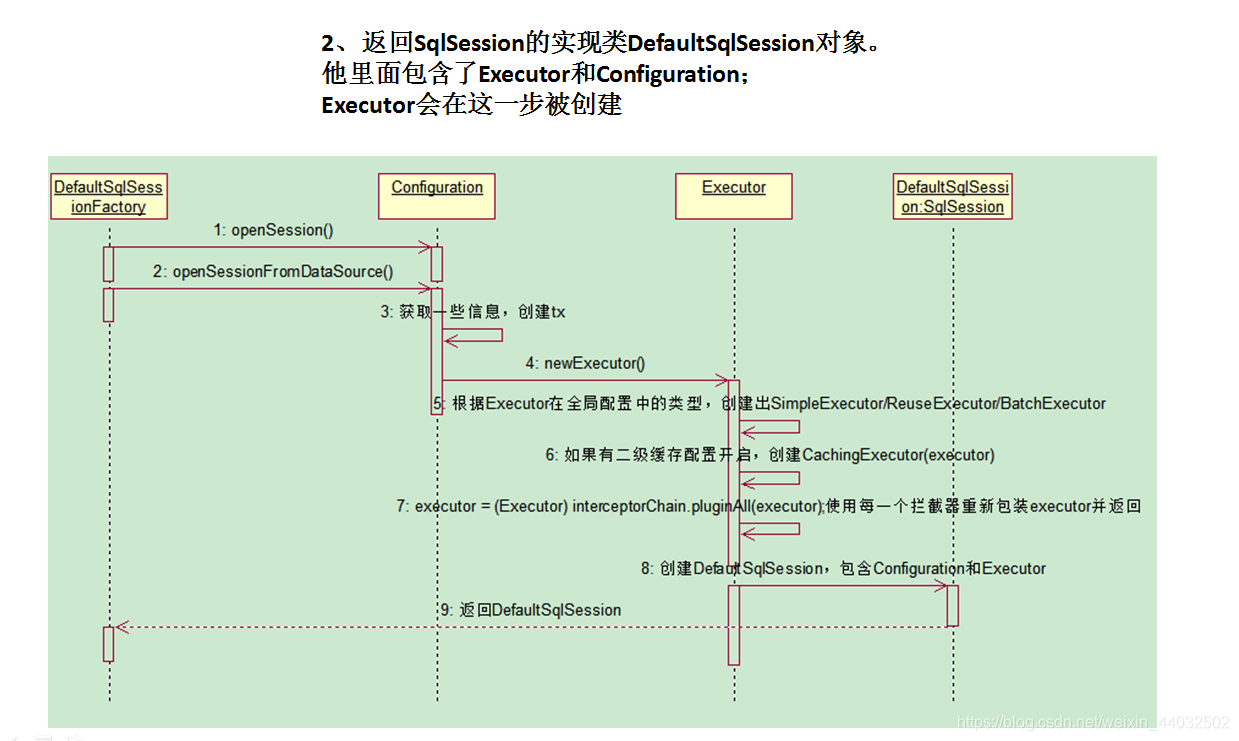 2、返回SqlSession的实现类DefaultSqlSession对象。
他里面包含了Executor和Configuration；
Executor会在这一步被创建
DefaultSqlSess
ionFactory
Configuration
Executor
DefaultSqlSessi
on:SqlSession
1: openSession()
2: openSessionFromDataSource()
3: 获取一些信息，创建tx
4: newExecutor()
5: 根据Executor在全局配置中的类型，创建出SimpleExecutor/ReuseExecutor/BatchExecutor
6: 如果有二级缓存配置开启，创建CachingExecutor(executor)
7: executor = (Executor) interceptorChain.pluginAll(executor);使用每一个拦截器重新包装executor并返回
8: 创建DefaultSqlSession，包含Configuration和Executor
9: 返回DefaultSqlSession
https://blog.csdn.net/weixin_44032502